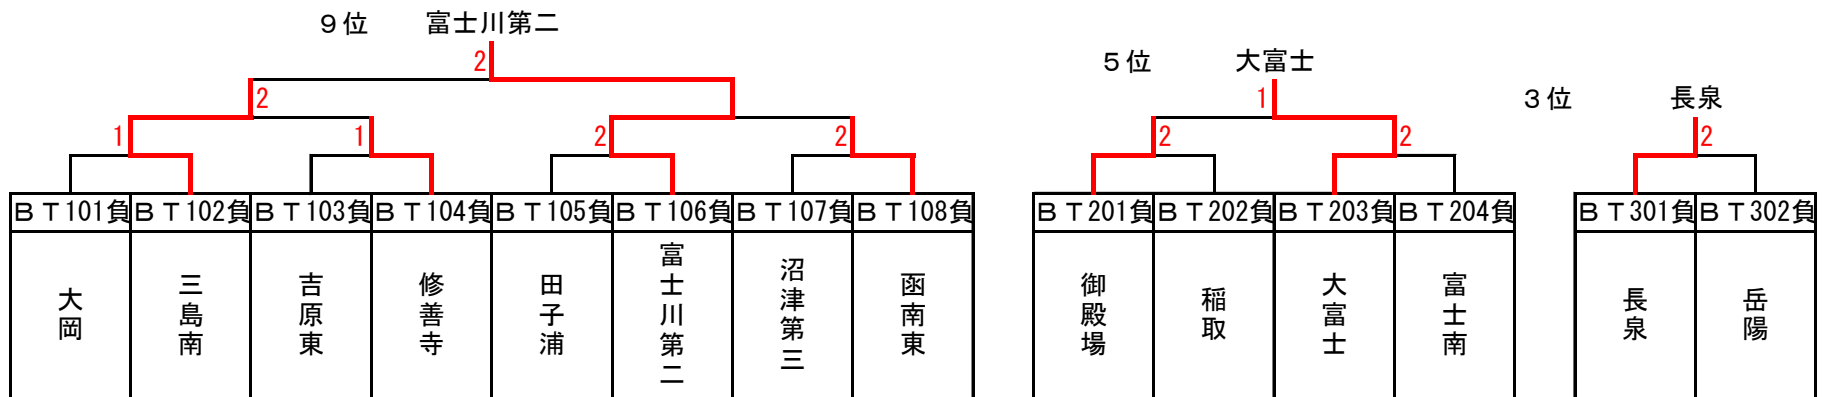 ９位 富士川第二
５位 大富士
３位 長泉
2
2
1
1
2
2
1
2
2
2
ＢＴ101負 ＢＴ102負 ＢＴ103負 ＢＴ104負 ＢＴ105負 ＢＴ106負 ＢＴ107負 ＢＴ108負
ＢＴ201負 ＢＴ202負 ＢＴ203負 ＢＴ204負
ＢＴ301負 ＢＴ302負
大岡
三島南
吉原東
修善寺
田子浦
富士川第二
沼津第三
函南東
御殿場
稲取
大富士
富士南
長泉
岳陽